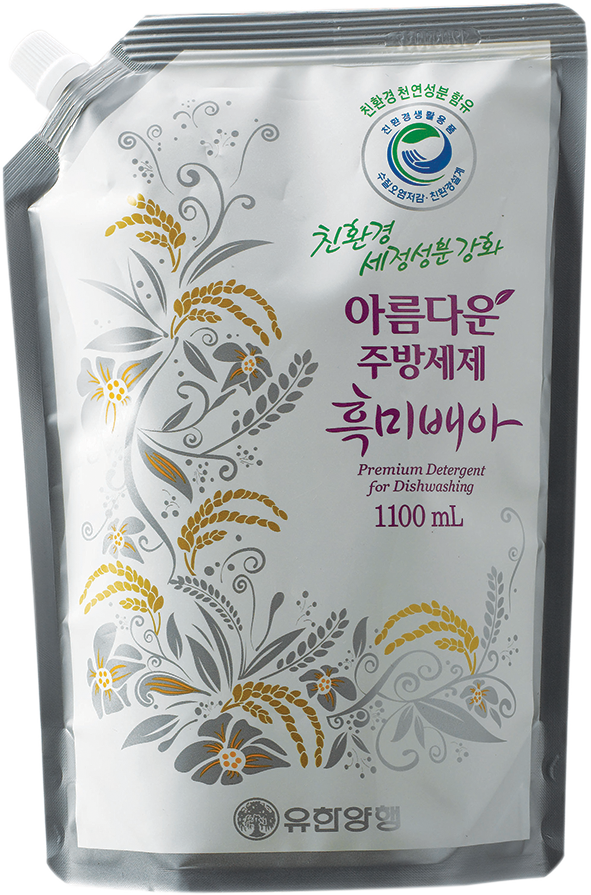 친환경 천연성분 함유
친환경생활용품
수질오염저감·친환경설계
친환경
세정성분 강화
아름다운
주방세제
흑미배아
Premium Detergent
for Dishwashing
1100 mL
유한양행